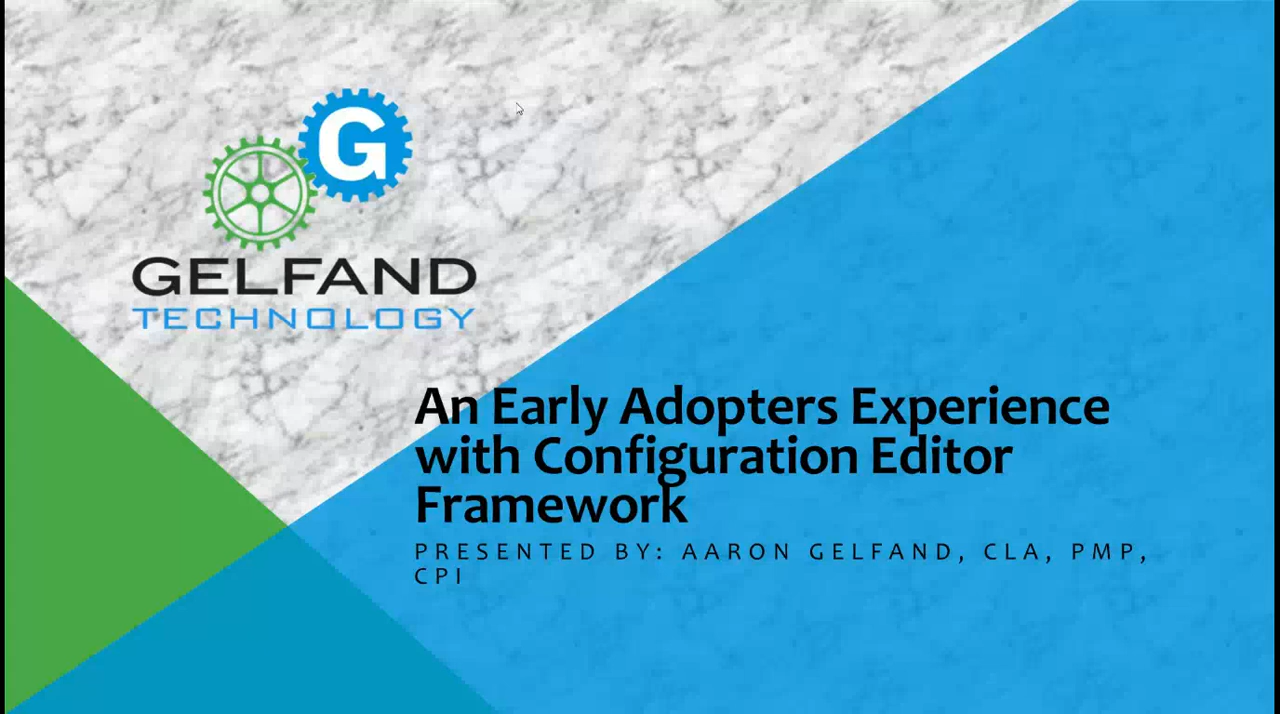 G
GELFAND
TECHNOLOGY
An Early Adopters Experience
with Configuration Editor
Framework
PRESENTED BY: AARON GELFAND, CLA, PMP,
CPI